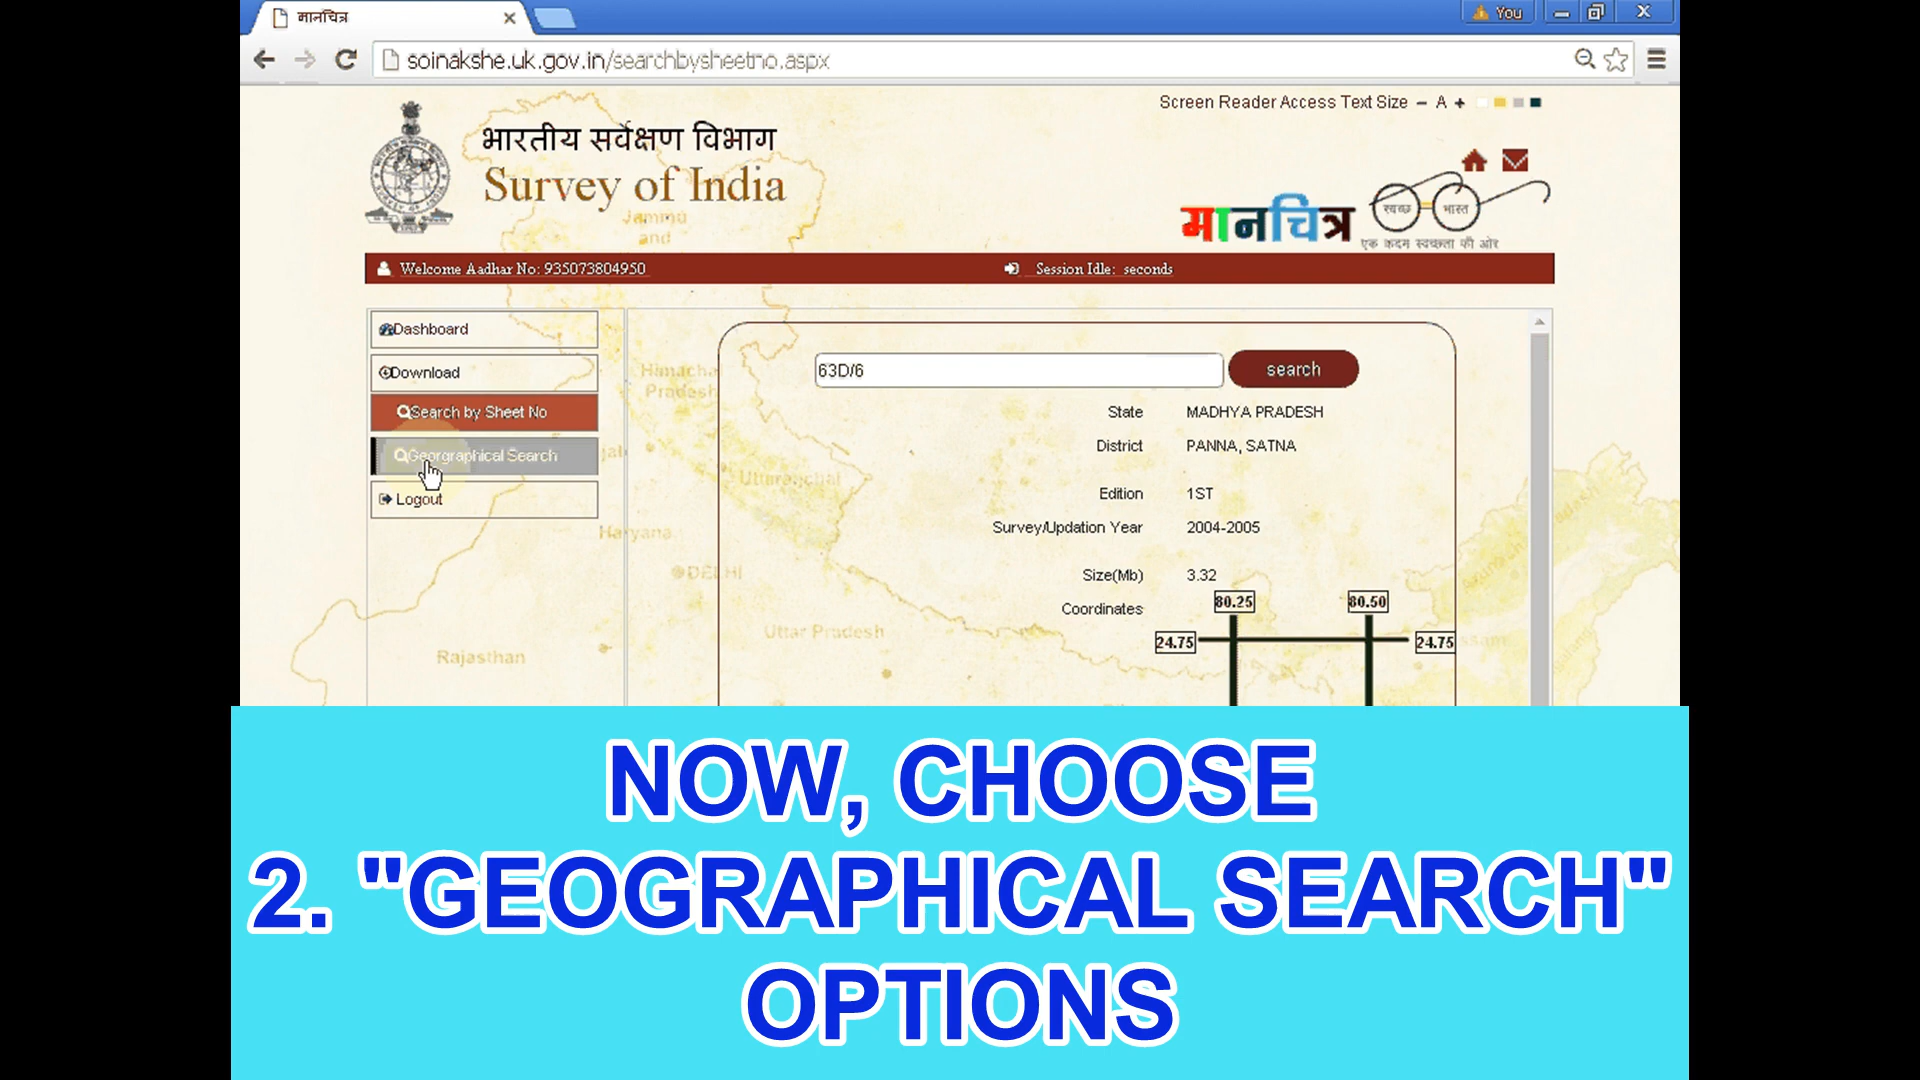 मानचित्र
You
soinakshe.uk.gov.in/searchbysheetno.aspx
Screen Reader Access Text Size – A +
भारतीय सर्वेक्षण विभाग
Survey of India
मानचित्र
स्वच्छ भारत
एक कदम स्वच्छता की ओर
Jammu
and
Welcome Aadhar No: 935073804950
Session Idle: seconds
Dashboard
Download
Search by Sheet No
Georgraphical Search
Logout
63D/6
search
State MADHYA PRADESH
District PANNA, SATNA
Edition 1ST
Survey/Updation Year 2004-2005
Size(Mb) 3.32
Coordinates
80.25 80.50
24.75 24.75
Himacha
Pradesh
Uttaranchal
Haryana
DELHI
Uttar Pradesh
Rajasthan
NOW, CHOOSE
2. "GEOGRAPHICAL SEARCH"
OPTIONS